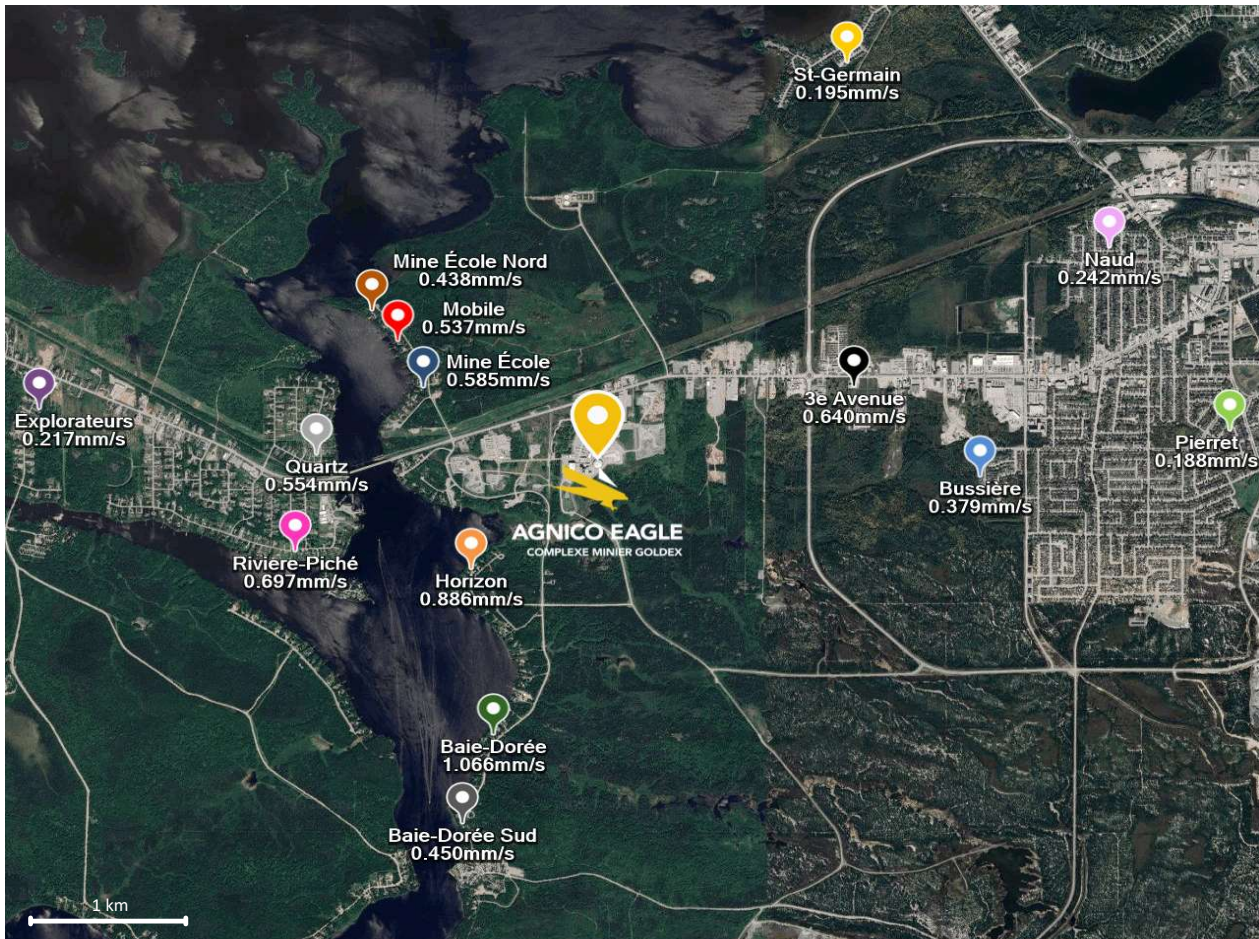 St-Germain
0.195mm/s
Naud
0.242mm/s
Mine École Nord
0.438mm/s
Mobile
0.537mm/s
Mine École
0.585mm/s
3e Avenue
0.640mm/s
Explorateurs
0.217mm/s
Quartz
0.554mm/s
Pierret
0.188mm/s
Bussière
0.379mm/s
AGNICO EAGLE
COMPLEXE MINIER GOLDEX
Riviere-Piché
0.697mm/s
Horizon
0.886mm/s
Baie-Dorée
1.066mm/s
Baie-Dorée Sud
0.450mm/s
1 km